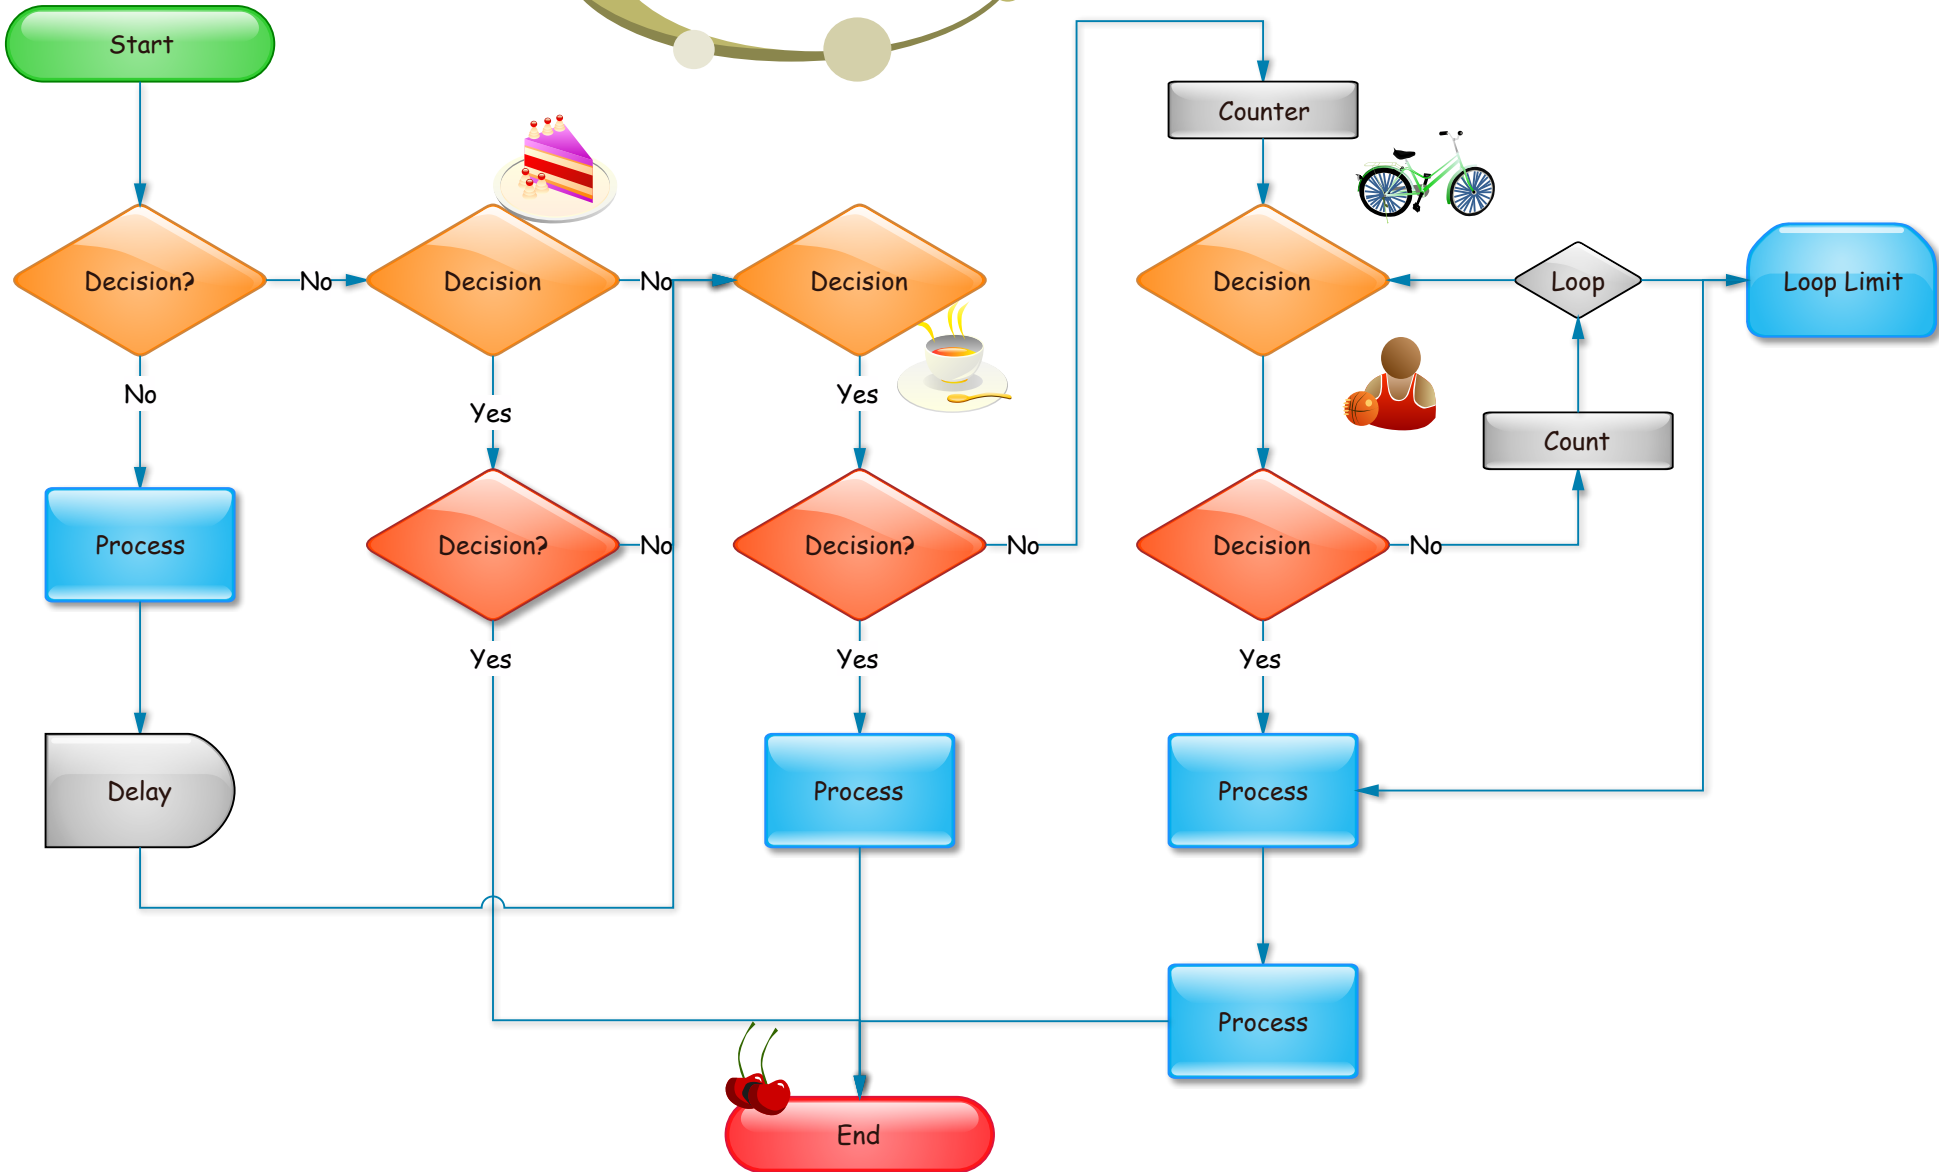 Start
Counter
Decision?
No
Decision
No
Decision
Decision
Loop
Loop Limit
No
Yes
Yes
Count
Process
Decision?
No
Decision?
No
Decision
No
Yes
Yes
Yes
Delay
Process
Process
Process
End